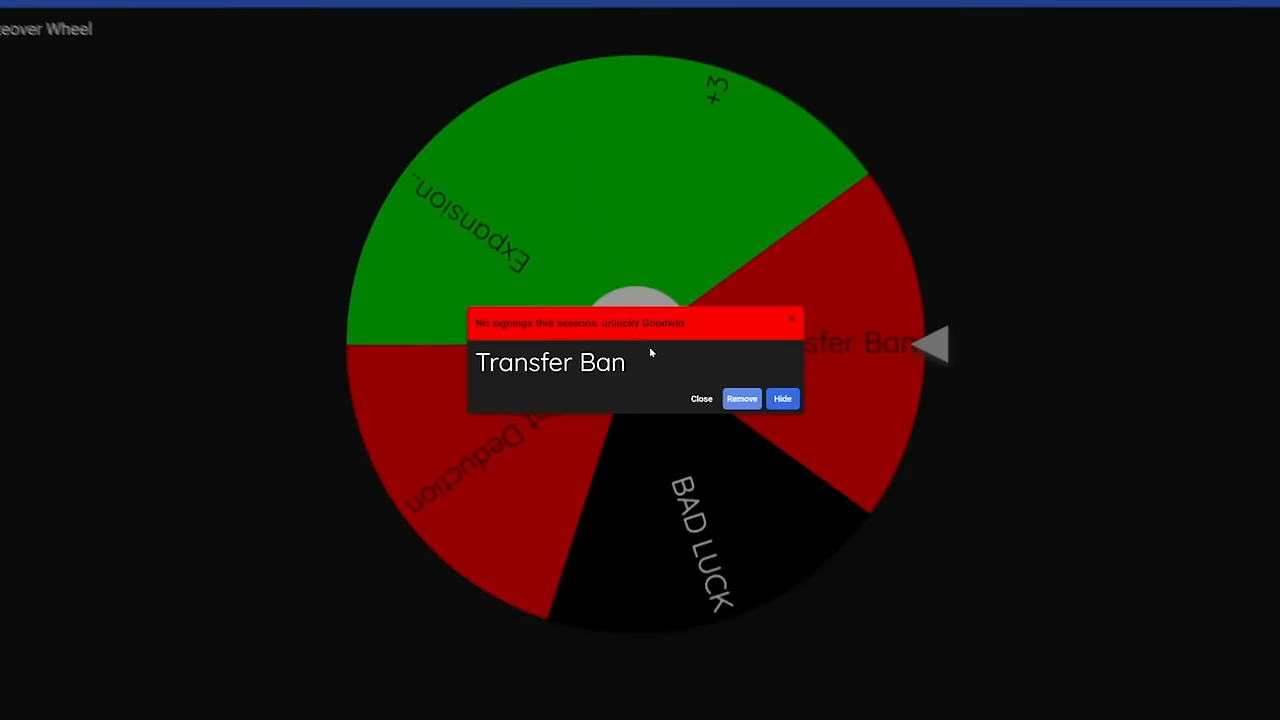 eover Wheel
+3
Expansion..
No signings this seasons, unlucky Goodwin
×
sfer Ban
Transfer Ban
Close
Remove
Hide
Deduction
BAD LUCK